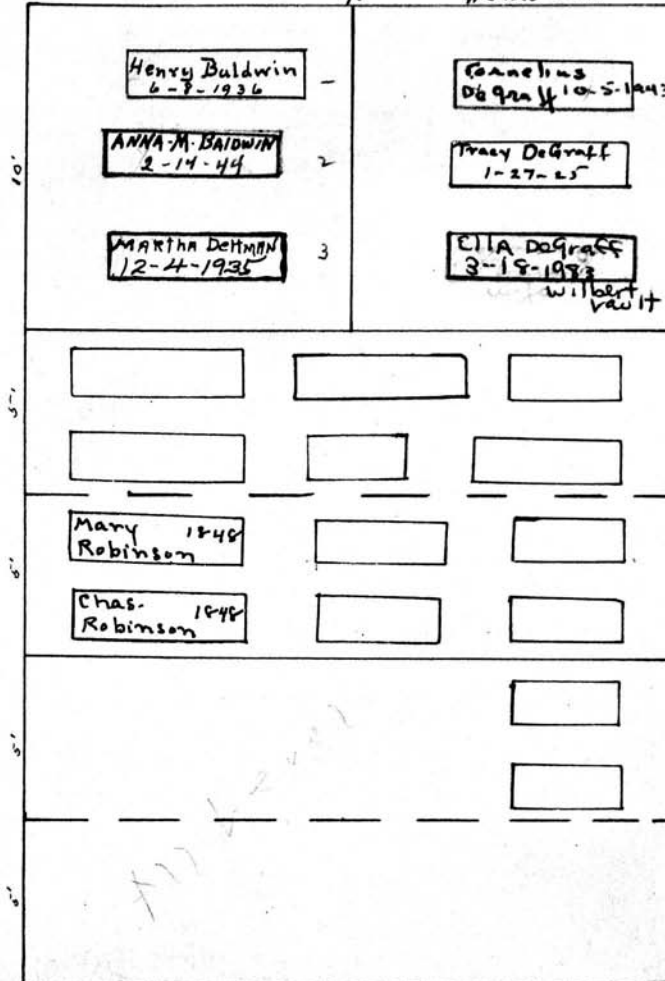 Henry Baldwin
6-8-1936
ANNA-M-BALDWIN
2-14-44
2
MARTHA DEHMAN
12-4-1935
3
Cornelius
DeGraff 10-5-1943
Tracy DeGraff
1-27-25
EllA DeGraff
3-18-1983
wilbert
vault
10'
5'
Mary 1848
Robinson
5'
Chas. 1848
Robinson
5'
5'